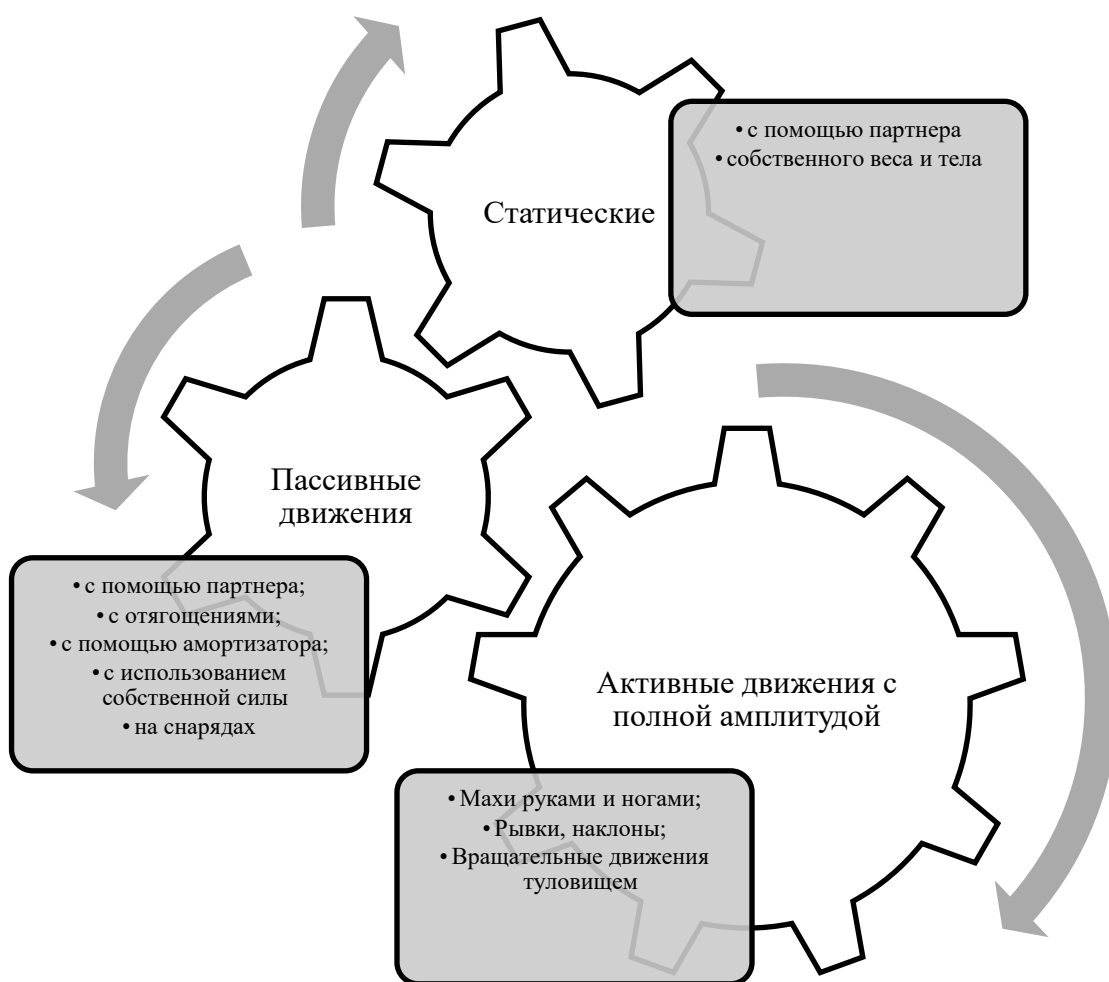 • с помощью партнера
• собственного веса и тела
Статические
Пассивные
движения
• с помощью партнера;
• с отягощениями;
• с помощью амортизатора;
• с использованием
собственной силы
• на снарядах
Активные движения с
полной амплитудой
• Махи руками и ногами;
• Рывки, наклоны;
• Вращательные движения
туловищем